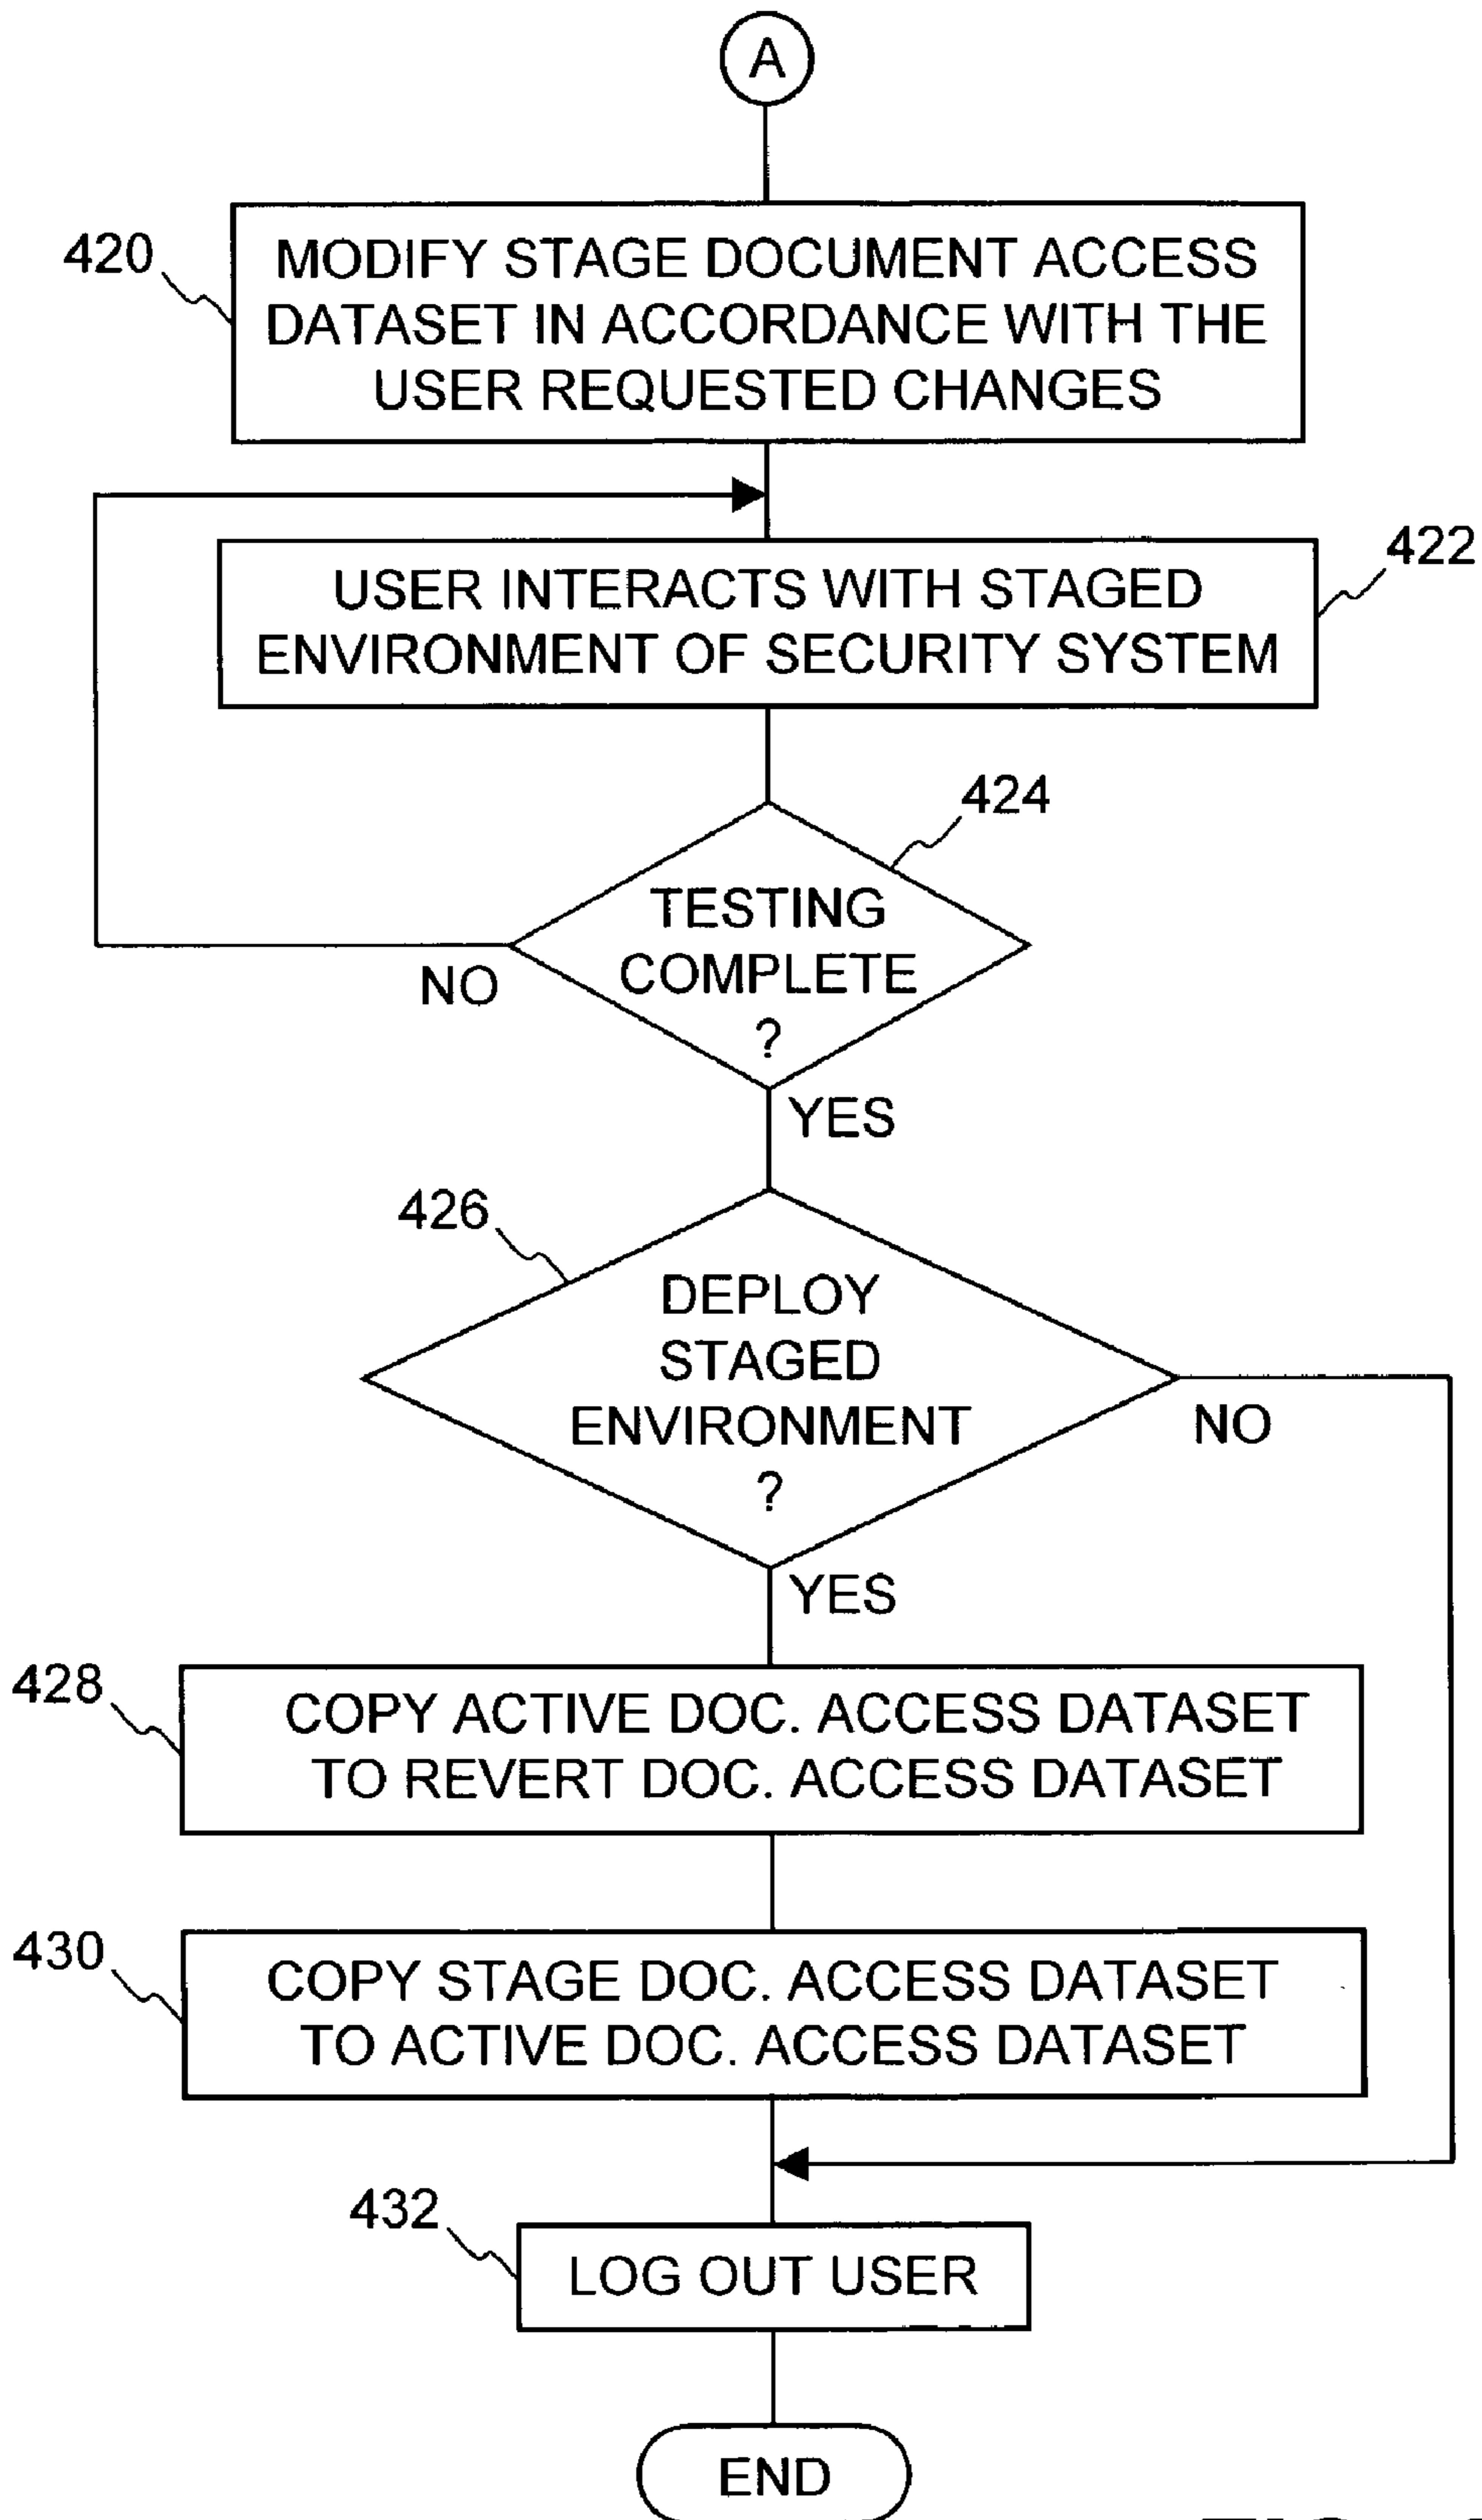 A
420
MODIFY STAGE DOCUMENT ACCESS
DATASET IN ACCORDANCE WITH THE
USER REQUESTED CHANGES
422
USER INTERACTS WITH STAGED
ENVIRONMENT OF SECURITY SYSTEM
424
TESTING
COMPLETE
?
NO
YES
426
DEPLOY
STAGED
ENVIRONMENT
?
NO
YES
428
COPY ACTIVE DOC. ACCESS DATASET
TO REVERT DOC. ACCESS DATASET
430
COPY STAGE DOC. ACCESS DATASET
TO ACTIVE DOC. ACCESS DATASET
432
LOG OUT USER
END